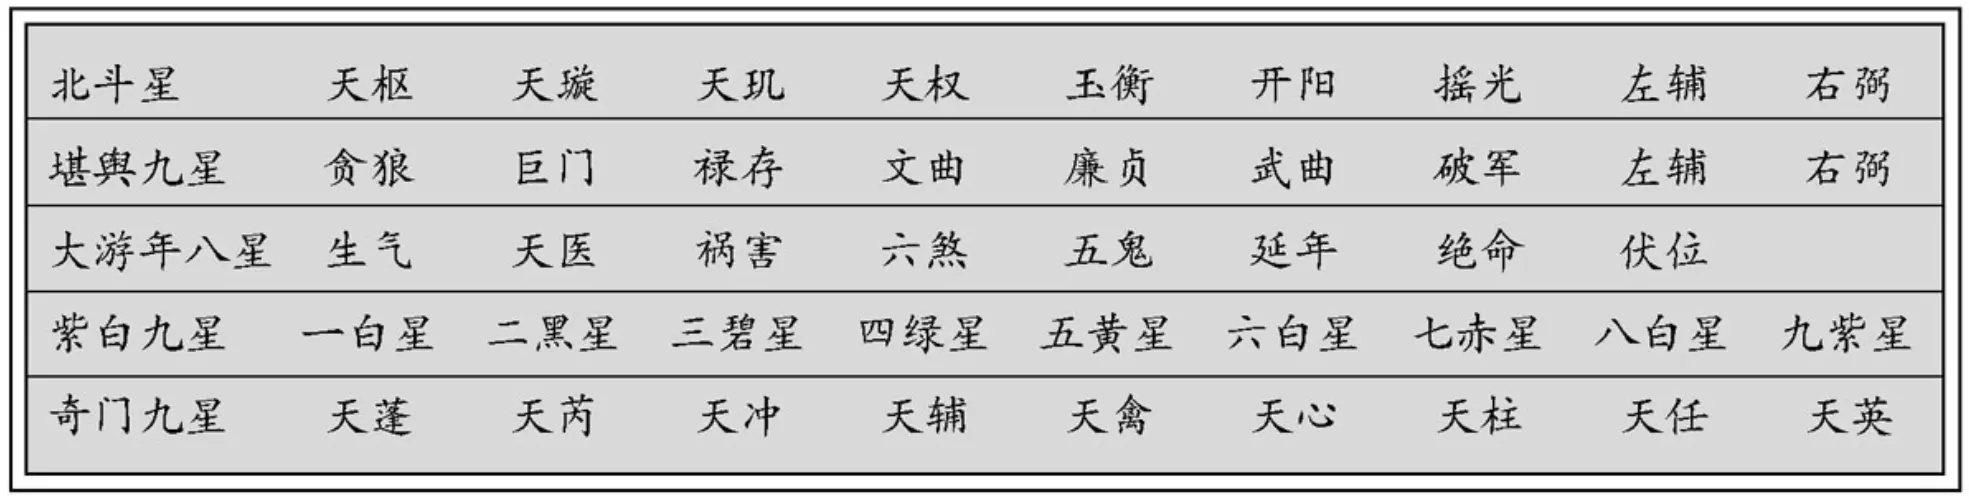 北斗星 天枢 天璇 天玑 天权 玉衡 开阳 摇光 左辅 右弼
堪舆九星 贪狼 巨门 禄存 文曲 廉贞 武曲 破军 左辅 右弼
大游年八星 生气 天医 祸害 六煞 五鬼 延年 绝命 伏位
紫白九星 一白星 二黑星 三碧星 四绿星 五黄星 六白星 七赤星 八白星 九紫星
奇门九星 天蓬 天芮 天冲 天辅 天禽 天心 天柱 天任 天英